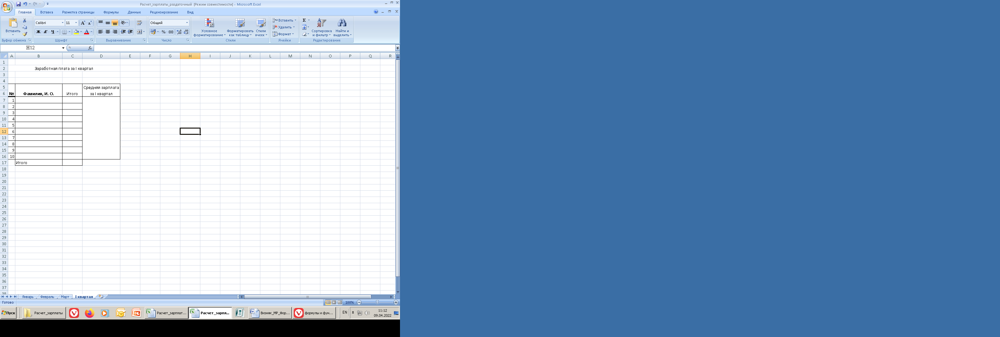 Расчет_зарплаты_раздаточный [Режим совместимости] - Microsoft Excel
Главная Вставка Разметка страницы Формулы Данные Рецензирование Вид
Вставить
Буфер обмена
Calibri 11
Ж К Ч
Шрифт
Выравнивание
Общий
% 000
Число
Условное форматирование
Форматировать как таблицу
Стили ячеек
Стили
Вставить
Удалить
Формат
Ячейки
Σ
Сортировка и фильтр
Найти и выделить
Редактирование
H12 fx
A B C D E F G H I J K L M N O P Q R
1
2 Заработная плата за I квартал
3
4
5 Средняя зарплата
6 № Фамилия, И. О. Итого за I квартал
7 1
8 2
9 3
10 4
11 5
12 6
13 7
14 8
15 9
16 10
17 Итого
18
19
20
21
22
23
24
25
26
27
28
29
30
31
32
33
34
35
36
37
38
Январь Февраль Март I квартал
Готово 100%
Пуск Расчет_зарплаты Расчет_зарплат... Расчет_зарпл... Визняк_МР_Фор... формулы и фун... EN 11:12
09.04.2022